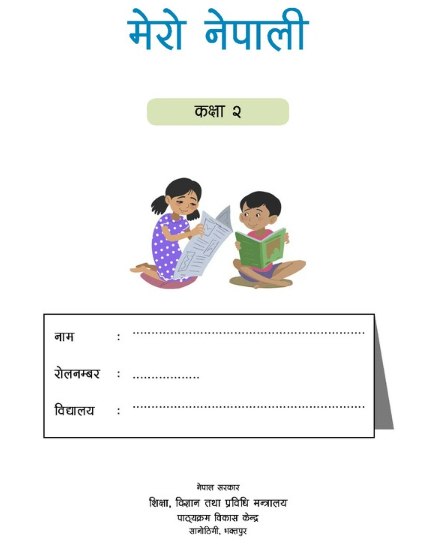 मेरो नेपाली
कक्षा २
नाम : ................................................................
रोलनम्बर : ..................
विद्यालय : ................................................................
नेपाल सरकार
शिक्षा, विज्ञान तथा प्रविधि मन्त्रालय
पाठ्यक्रम विकास केन्द्र
सानोठिमी, भक्तपुर